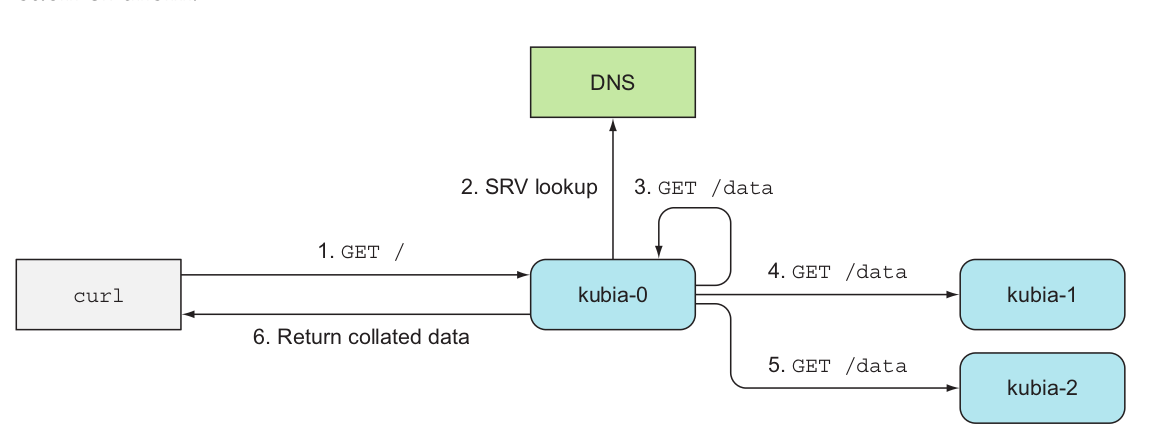 DNS
2. SRV lookup
3. GET /data
1. GET /
4. GET /data
curl
kubia-0
kubia-1
6. Return collated data
5. GET /data
kubia-2